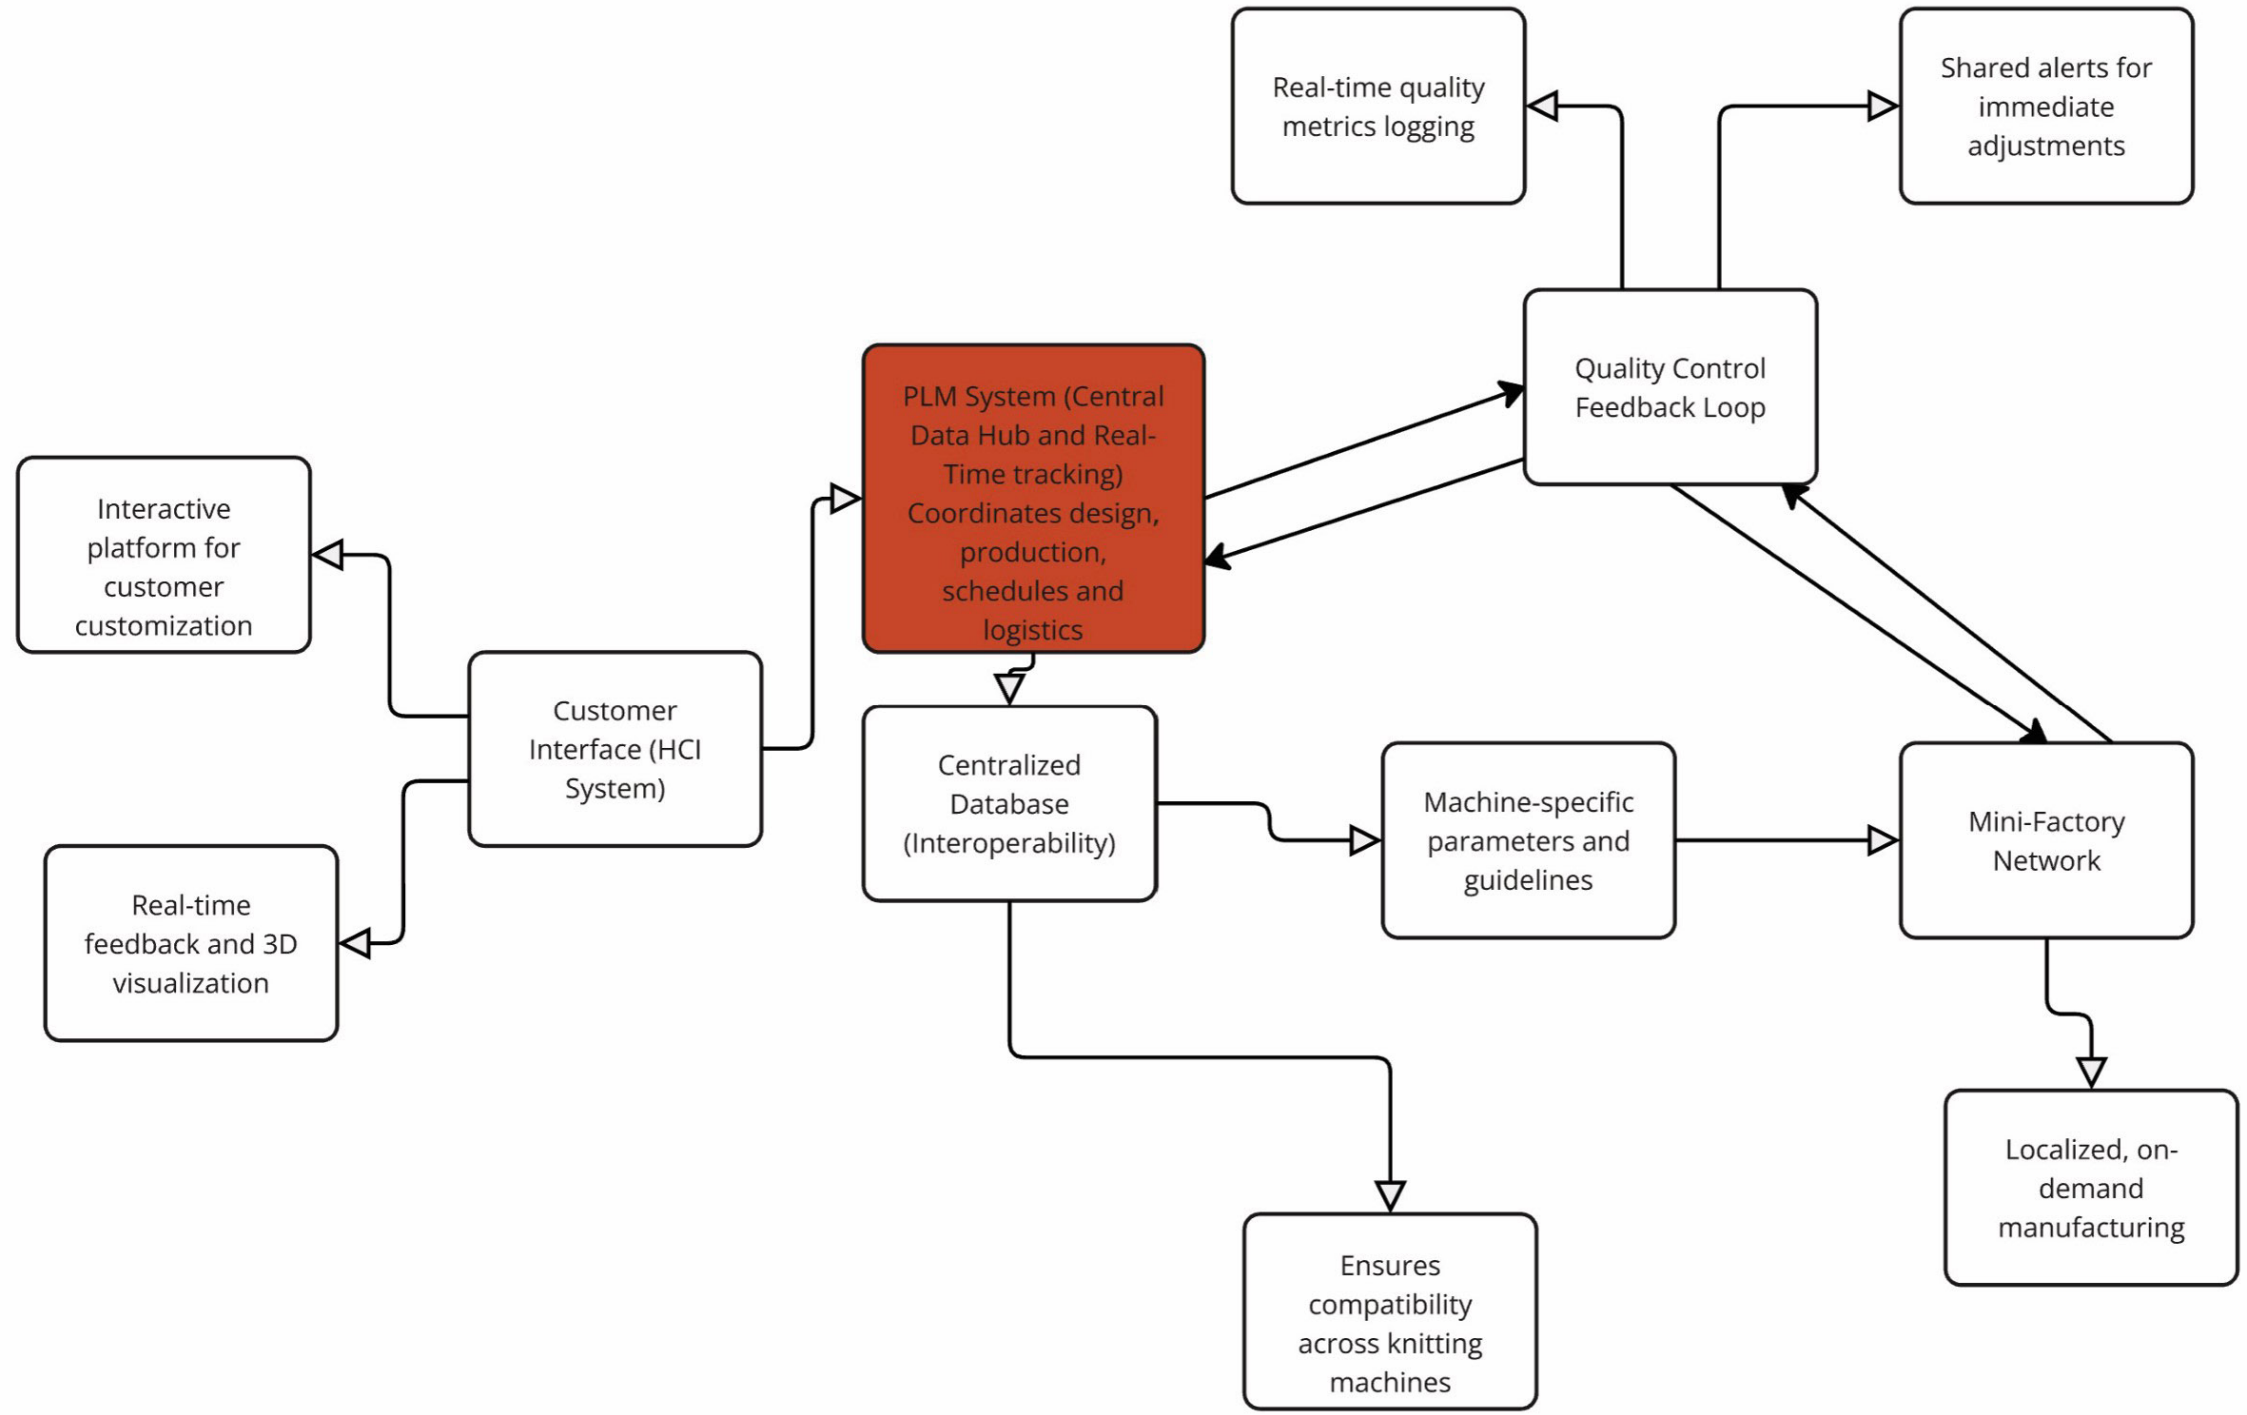 Real-time quality
metrics logging
Shared alerts for
immediate
adjustments
Quality Control
Feedback Loop
PLM System (Central
Data Hub and Real-
Time tracking)
Coordinates design,
production,
schedules and
logistics
Interactive
platform for
customer
customization
Customer
Interface (HCI
System)
Real-time
feedback and 3D
visualization
Centralized
Database
(Interoperability)
Machine-specific
parameters and
guidelines
Mini-Factory
Network
Localized, on-
demand
manufacturing
Ensures
compatibility
across knitting
machines